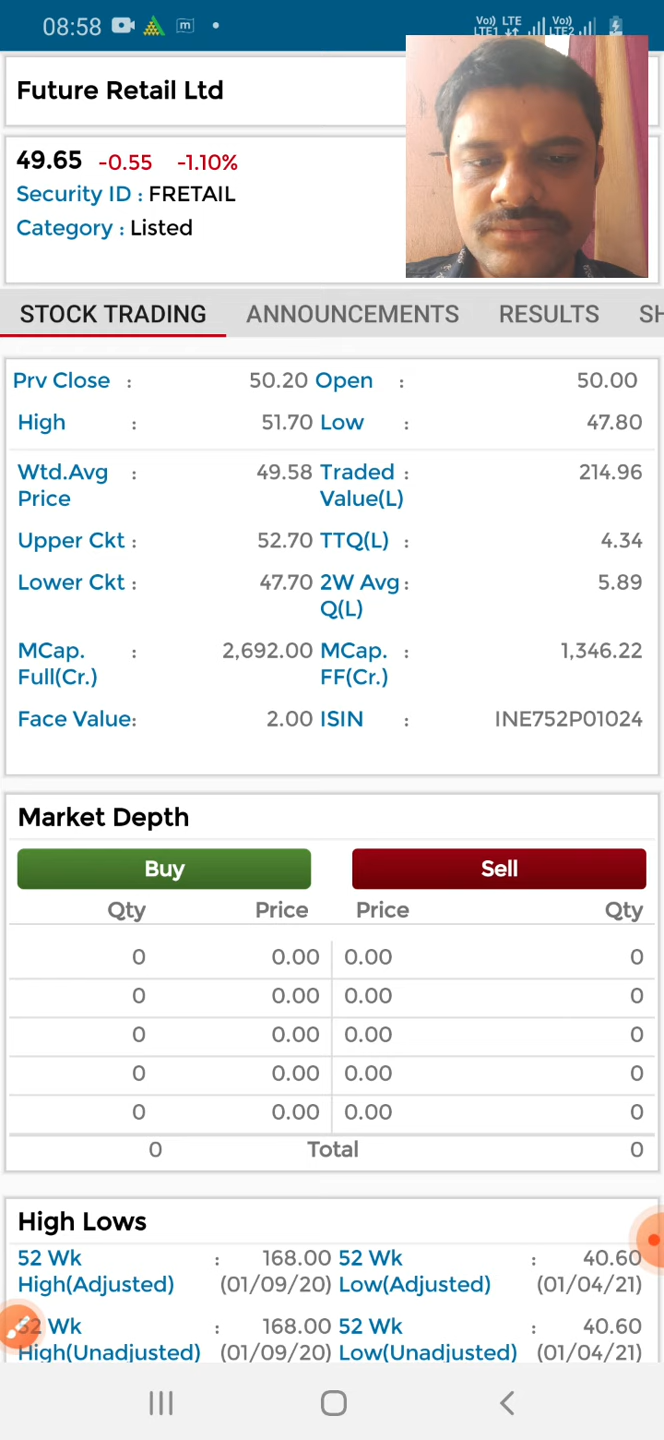 08:58 m Vo) LTE Vo)
LTE1 LTE2
Future Retail Ltd
49.65 -0.55 -1.10%
Security ID : FRETAIL
Category : Listed
STOCK TRADING ANNOUNCEMENTS RESULTS SH
Prv Close : 50.20 Open : 50.00
High : 51.70 Low : 47.80
Wtd.Avg : 49.58 Traded : 214.96
Price Value(L)
Upper Ckt : 52.70 TTQ(L) : 4.34
Lower Ckt : 47.70 2W Avg : 5.89
Q(L)
MCap. : 2,692.00 MCap. : 1,346.22
Full(Cr.) FF(Cr.)
Face Value: 2.00 ISIN : INE752P01024
Market Depth
Buy Sell
Qty Price Price Qty
0 0.00 0.00 0
0 0.00 0.00 0
0 0.00 0.00 0
0 0.00 0.00 0
0 0.00 0.00 0
0 Total 0
High Lows
52 Wk : 168.00 52 Wk : 40.60
High(Adjusted) (01/09/20) Low(Adjusted) (01/04/21)
52 Wk : 168.00 52 Wk : 40.60
High(Unadjusted) (01/09/20) Low(Unadjusted) (01/04/21)